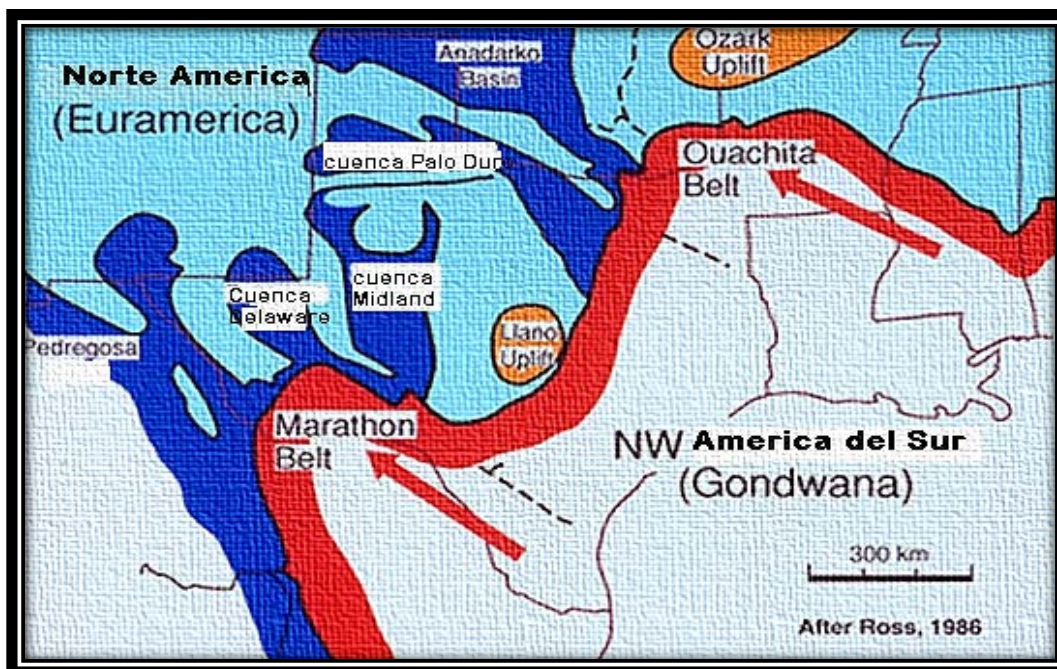 Norte America
(Euramerica)
Anadarko
Basin
Ozark
Uplift
cuenca Palo Duro
Ouachita
Belt
Cuenca
Delaware
cuenca
Midland
Pedregosa
Llano
Uplift
Marathon
Belt
NW America del Sur
(Gondwana)
300 km
After Ross, 1986